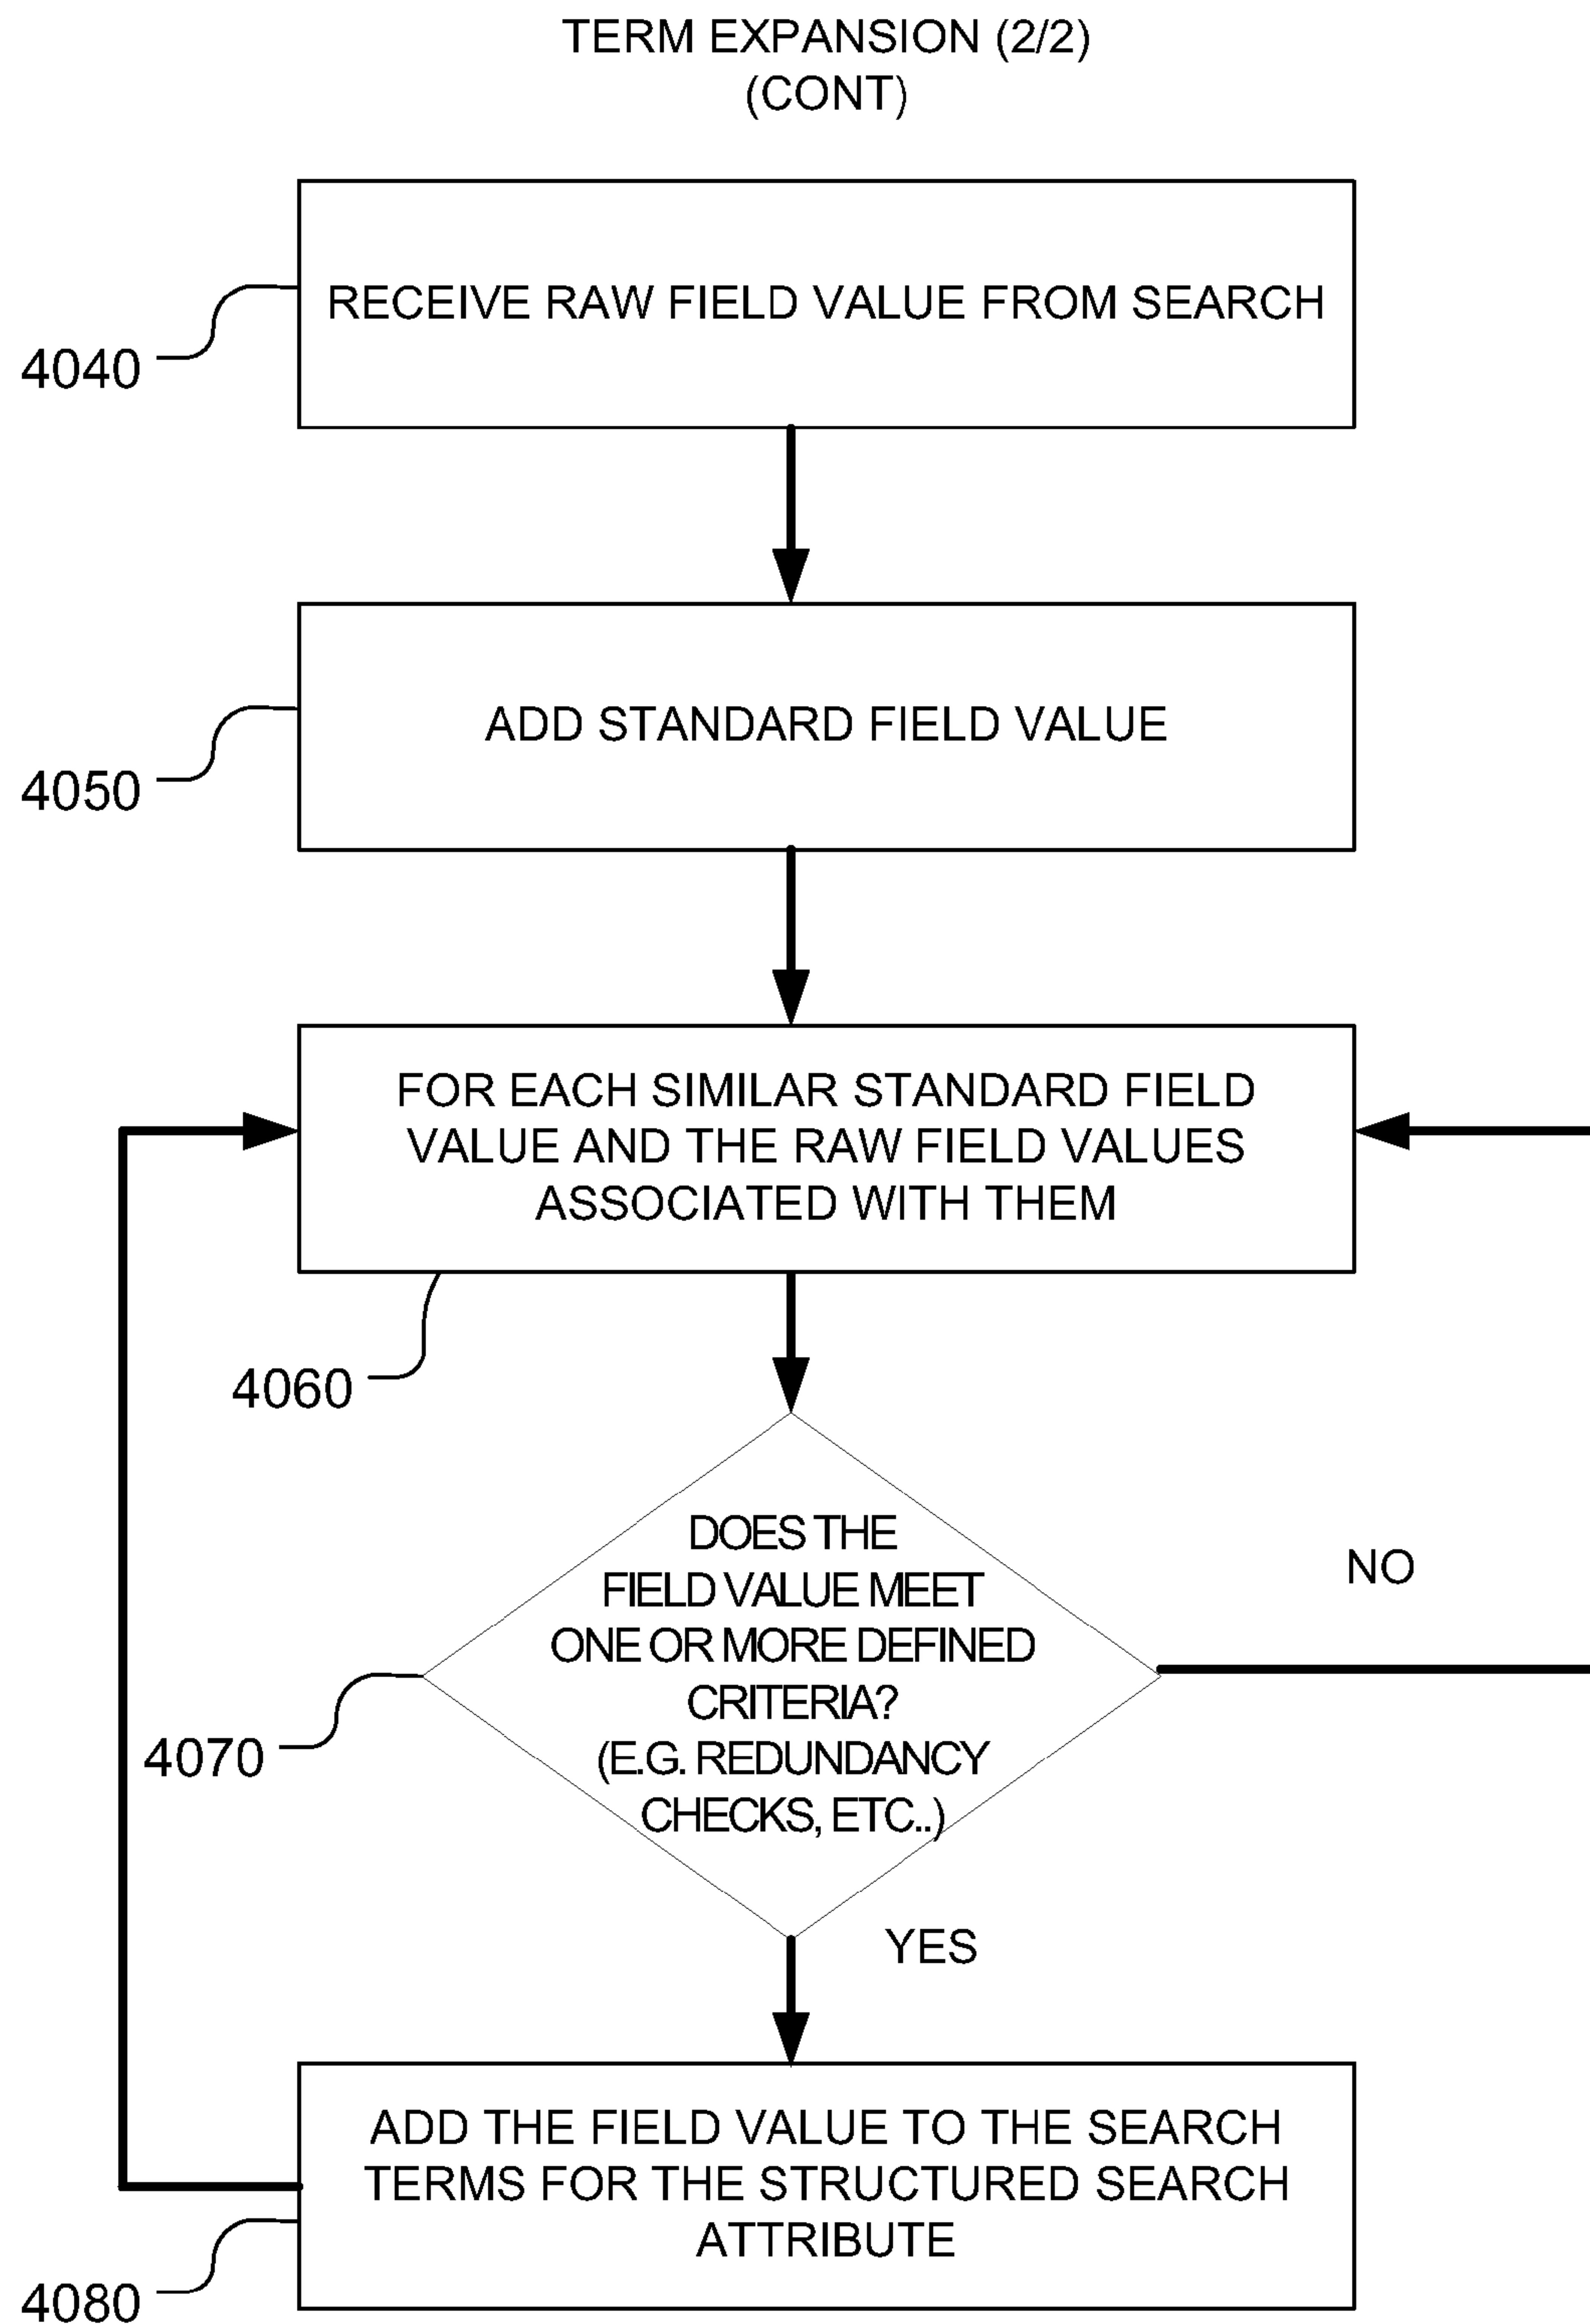 TERM EXPANSION (2/2)
(CONT)
RECEIVE RAW FIELD VALUE FROM SEARCH
4040
ADD STANDARD FIELD VALUE
4050
FOR EACH SIMILAR STANDARD FIELD
VALUE AND THE RAW FIELD VALUES
ASSOCIATED WITH THEM
4060
DOES THE
FIELD VALUE MEET
ONE OR MORE DEFINED
CRITERIA?
(E.G. REDUNDANCY
CHECKS, ETC..)
NO
4070
YES
ADD THE FIELD VALUE TO THE SEARCH
TERMS FOR THE STRUCTURED SEARCH
ATTRIBUTE
4080